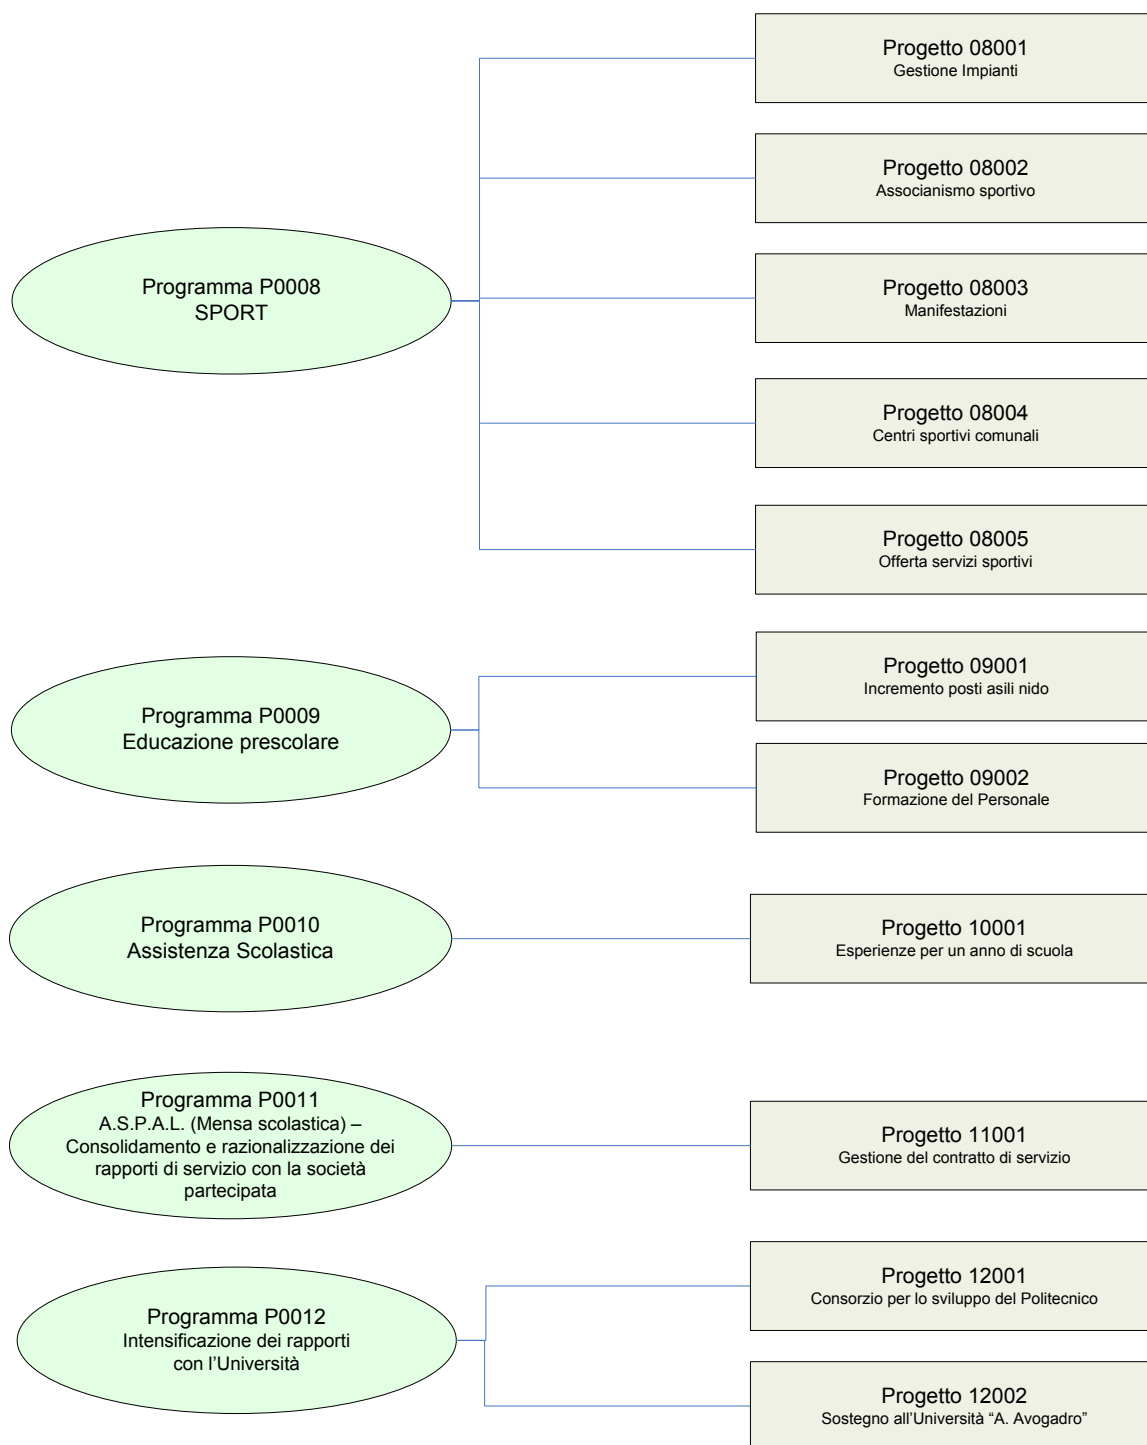 Progetto 08001
Gestione Impianti
Progetto 08002
Associanismo sportivo
Programma P0008
SPORT
Progetto 08003
Manifestazioni
Progetto 08004
Centri sportivi comunali
Progetto 08005
Offerta servizi sportivi
Programma P0009
Educazione prescolare
Progetto 09001
Incremento posti asili nido
Progetto 09002
Formazione del Personale
Programma P0010
Assistenza Scolastica
Progetto 10001
Esperienze per un anno di scuola
Programma P0011
A.S.P.A.L. (Mensa scolastica) –
Consolidamento e razionalizzazione dei
rapporti di servizio con la società
partecipata
Progetto 11001
Gestione del contratto di servizio
Programma P0012
Intensificazione dei rapporti
con l’Università
Progetto 12001
Consorzio per lo sviluppo del Politecnico
Progetto 12002
Sostegno all’Università “A. Avogadro”